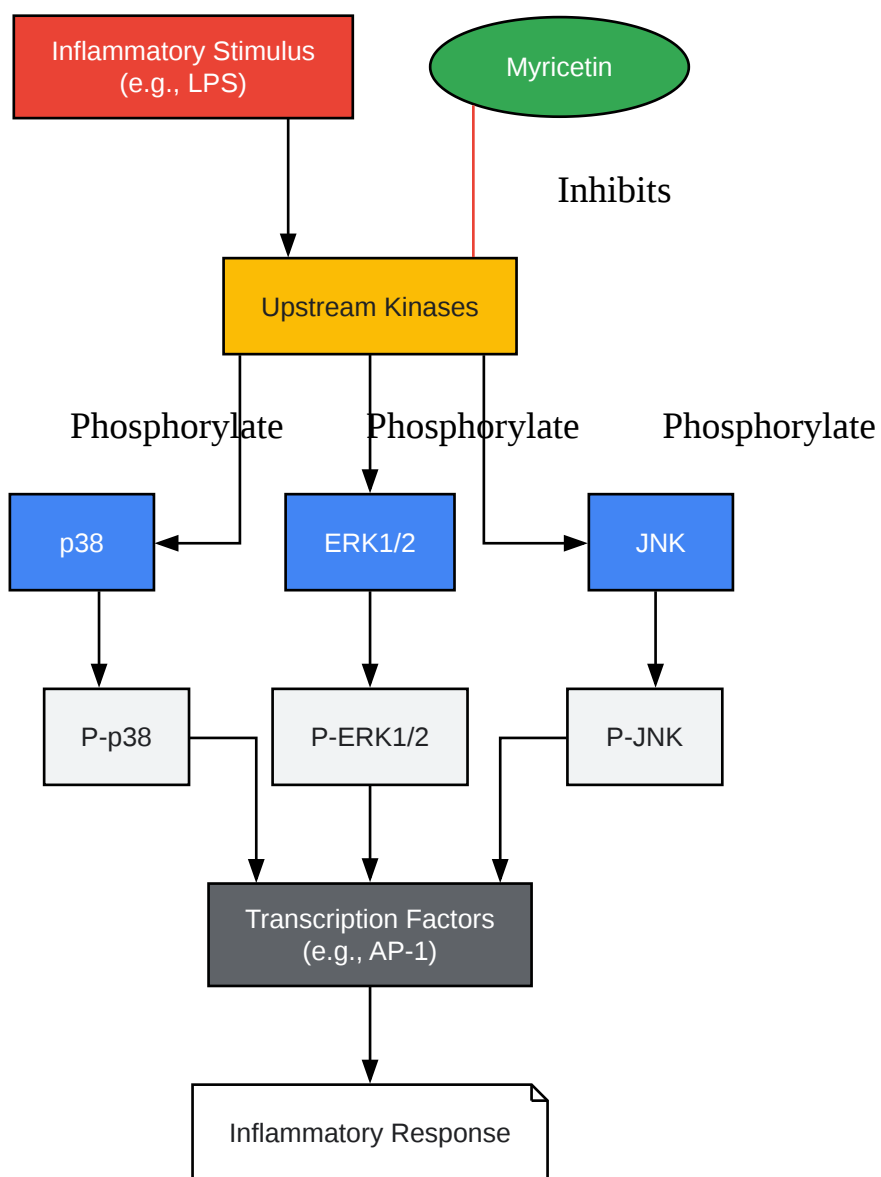 Inflammatory Stimulus
(e.g., LPS)
Myricetin
Inhibits
Upstream Kinases
Phosphorylate
Phosphorylate
Phosphorylate
p38
ERK1/2
JNK
P-p38
P-ERK1/2
P-JNK
Transcription Factors
(e.g., AP-1)
Inflammatory Response